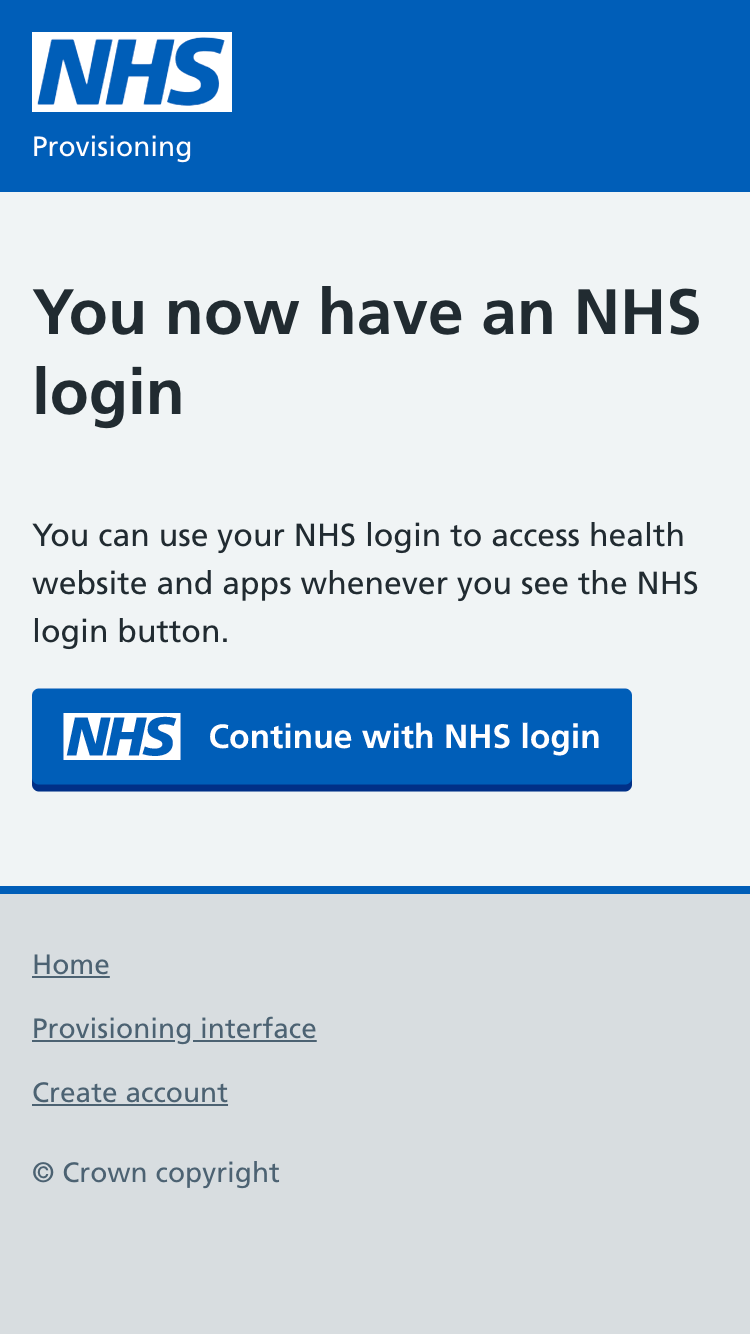 NHS
Provisioning
You now have an NHS
login
You can use your NHS login to access health
website and apps whenever you see the NHS
login button.
NHS Continue with NHS login
Home
Provisioning interface
Create account
© Crown copyright